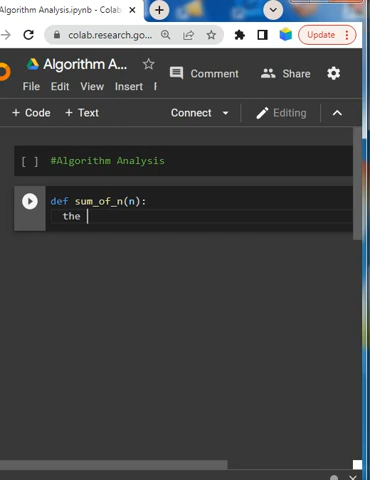 Algorithm Analysis.ipynb - Colab
colab.research.go...
Update
Algorithm A...
Comment
Share
File Edit View Insert
+ Code + Text
Connect
Editing
[ ] #Algorithm Analysis
def sum_of_n(n):
the